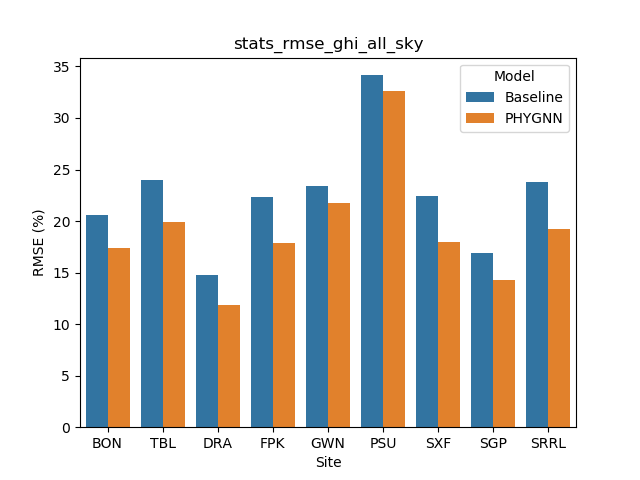 stats_rmse_ghi_all_sky
RMSE (%)
35
30
25
20
15
10
5
0
Model
Baseline
PHYGNN
BON TBL DRA FPK GWN PSU SXF SGP SRRL
Site